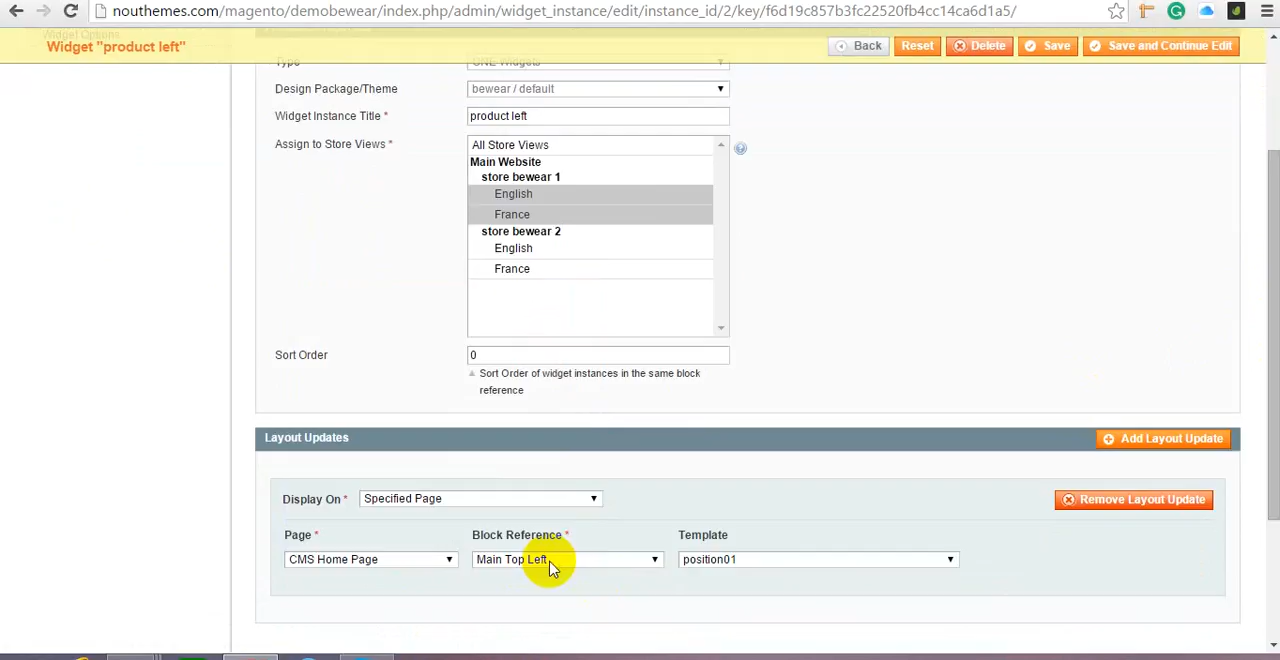 nouthemes.com/magento/demobewear/index.php/admin/widget_instance/edit/instance_id/2/key/f6d19c857b3fc22520fb4cc14ca6d1a5/
Widget Options
Widget "product left"
Back Reset Delete Save Save and Continue Edit
Type
ONE Widgets
Design Package/Theme
bewear / default
Widget Instance Title *
product left
Assign to Store Views *
All Store Views
Main Website
store bewear 1
English
France
store bewear 2
English
France
Sort Order
0
Sort Order of widget instances in the same block
reference
Layout Updates
Add Layout Update
Display On *
Specified Page
Remove Layout Update
Page *
Block Reference *
Template
CMS Home Page
Main Top Left
position01